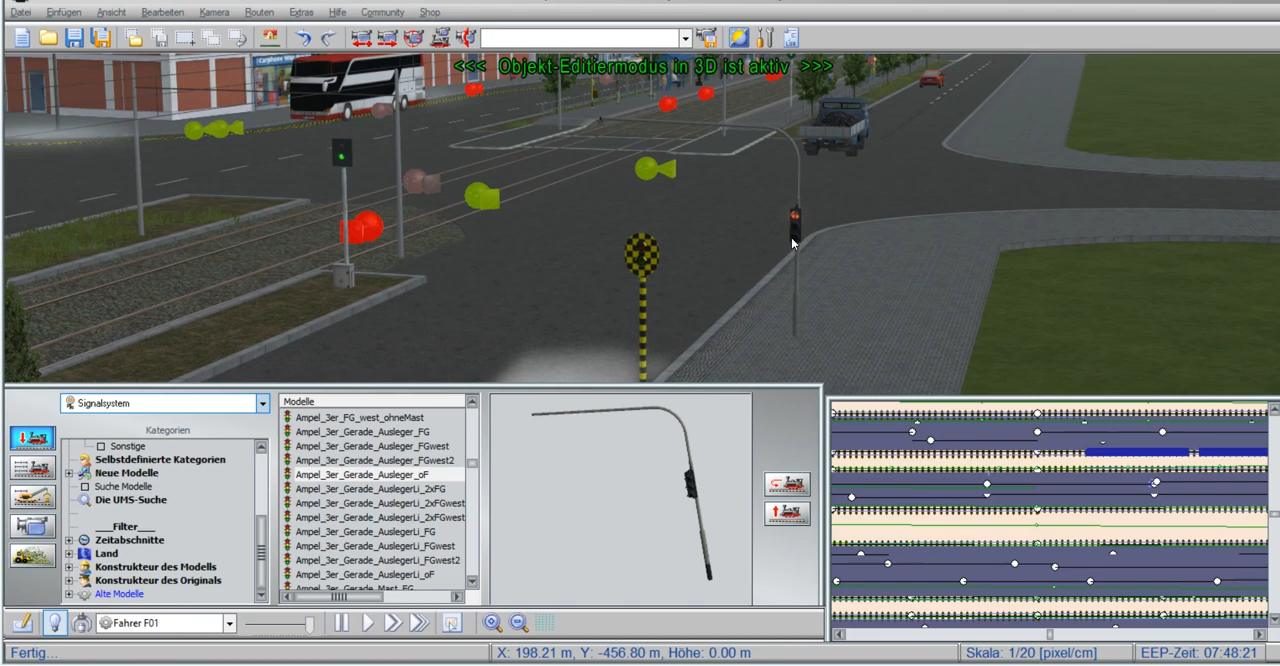 Datei Einfügen Ansicht Bearbeiten Kamera Routen Extras Hilfe Community Shop
<<< Objekt-Editiermodus in 3D ist aktiv >>>
Signalsystem
Kategorien
Sonstige
Selbstdefinierte Kategorien
Neue Modelle
Suche Modelle
Die UMS-Suche
___Filter___
Zeitabschnitte
Land
Konstrukteur des Modells
Konstrukteur des Originals
Alte Modelle
Modelle
Ampel_3er_FG_west_ohneMast
Ampel_3er_Gerade_Ausleger_FG
Ampel_3er_Gerade_Ausleger_FGwest
Ampel_3er_Gerade_Ausleger_FGwest2
Ampel_3er_Gerade_Ausleger_oF
Ampel_3er_Gerade_AuslegerLi_2xFG
Ampel_3er_Gerade_AuslegerLi_2xFGwest
Ampel_3er_Gerade_AuslegerLi_2xFGwest
Ampel_3er_Gerade_AuslegerLi_FG
Ampel_3er_Gerade_AuslegerLi_FGwest
Ampel_3er_Gerade_AuslegerLi_FGwest2
Ampel_3er_Gerade_AuslegerLi_oF
Ampel_3er_Gerade_Mast_FG
Fahrer F01
Fertig...
X: 198.21 m, Y: -456.80 m, Höhe: 0.00 m
Skala: 1/20 [pixel/cm]
EEP-Zeit: 07:48:21